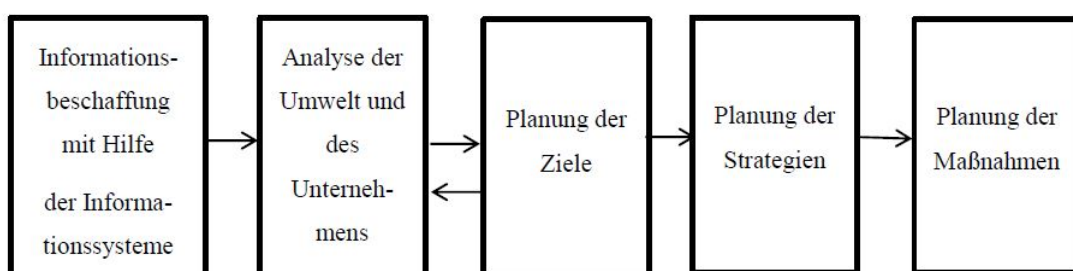 Informations-
beschaffung
mit Hilfe
der Informa-
tionssysteme
Analyse der
Umwelt und
des
Unterneh-
mens
Planung der
Ziele
Planung der
Strategien
Planung der
Maßnahmen